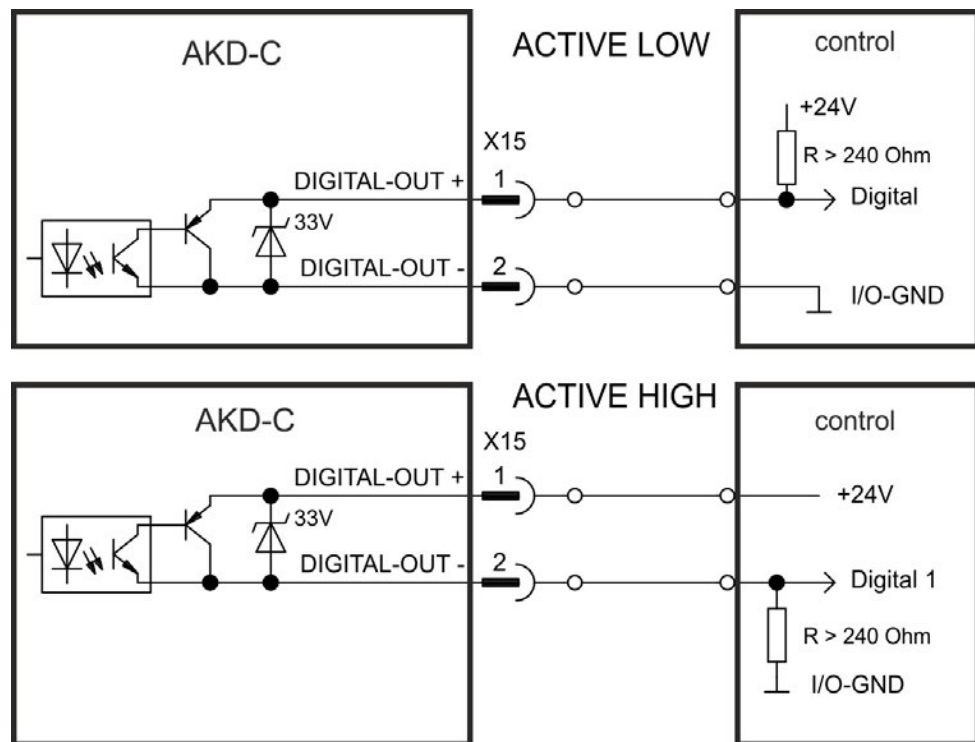 AKD-C
ACTIVE LOW
control
+24V
R > 240 Ohm
X15
DIGITAL-OUT +
1
Digital
33V
DIGITAL-OUT -
2
I/O-GND
AKD-C
ACTIVE HIGH
control
X15
DIGITAL-OUT +
1
+24V
33V
DIGITAL-OUT -
2
Digital 1
R > 240 Ohm
I/O-GND